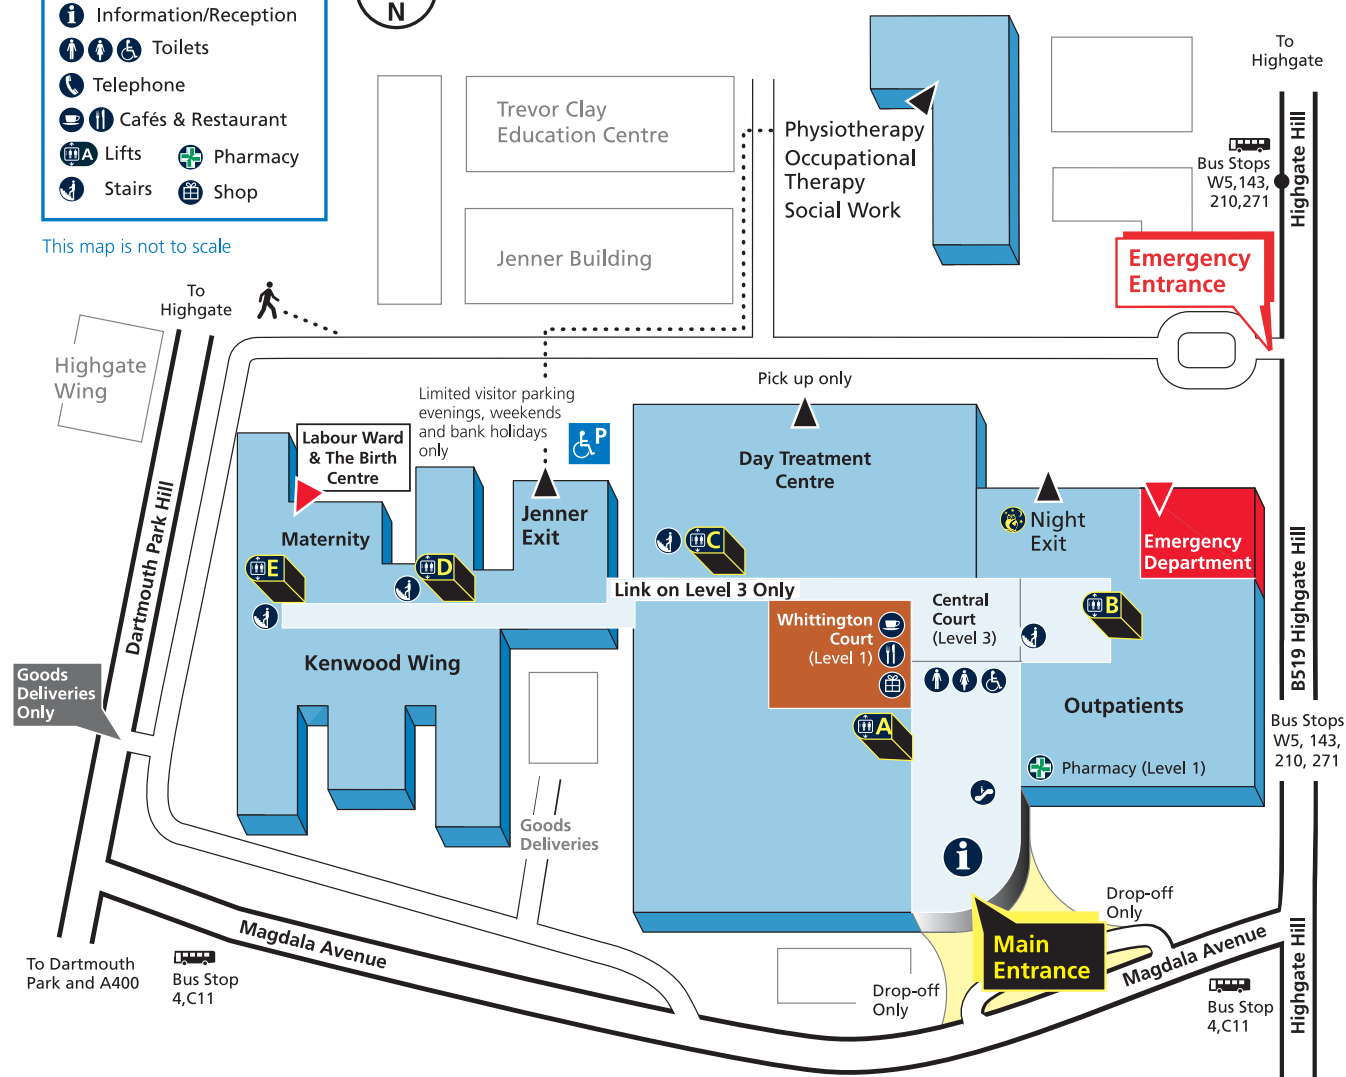 Information/Reception
Toilets
Telephone
Cafés & Restaurant
A
Lifts
Pharmacy
Stairs
Shop
This map is not to scale
N
Trevor Clay
Education Centre
Jenner Building
Physiotherapy
Occupational
Therapy
Social Work
To
Highgate
Highgate Hill
Bus Stops
W5,143,
210,271
Emergency
Entrance
To
Highgate
Highgate
Wing
Limited visitor parking
evenings, weekends
and bank holidays
only
P
Pick up only
Labour Ward
& The Birth
Centre
Maternity
Jenner
Exit
Day Treatment
Centre
Night
Exit
Emergency
Department
E
D
C
B
Link on Level 3 Only
Whittington
Court
(Level 1)
Central
Court
(Level 3)
Kenwood Wing
A
Outpatients
Pharmacy (Level 1)
i
Dartmouth Park Hill
B519 Highgate Hill
Goods
Deliveries
Only
Bus Stops
W5, 143,
210, 271
Goods
Deliveries
Drop-off
Only
Main
Entrance
Drop-off
Only
Magdala Avenue
Magdala Avenue
Highgate Hill
To Dartmouth
Park and A400
Bus Stop
4,C11
Bus Stop
4,C11